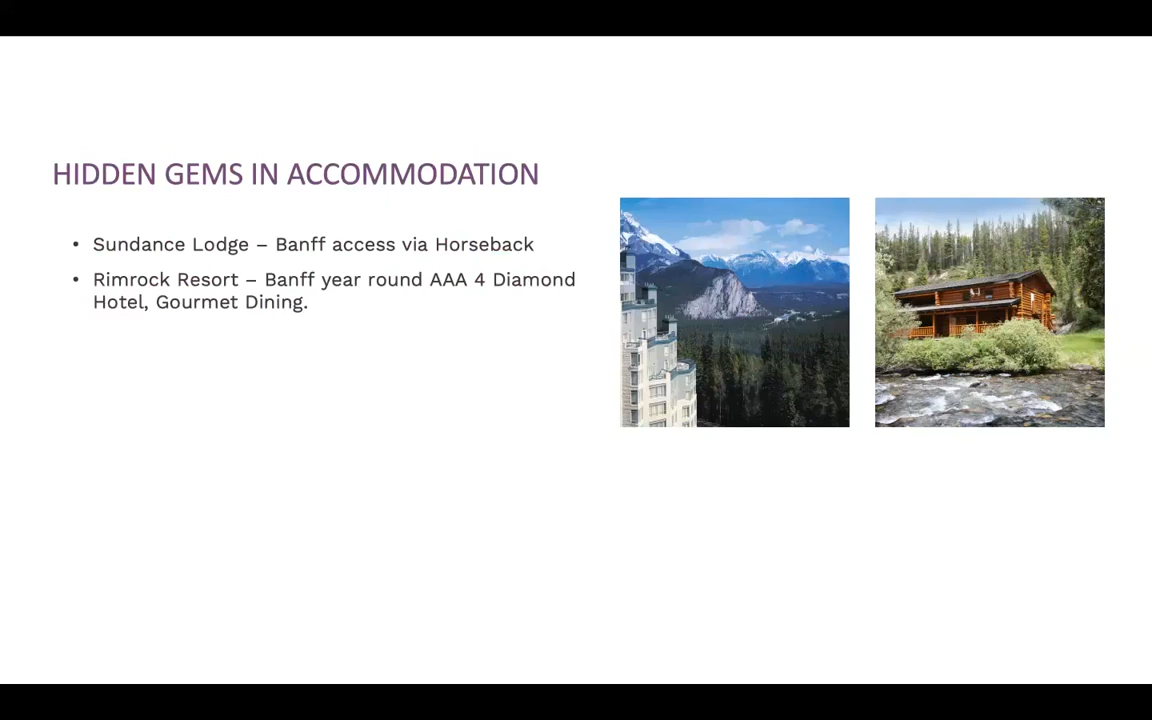 HIDDEN GEMS IN ACCOMMODATION
• Sundance Lodge – Banff access via Horseback
• Rimrock Resort – Banff year round AAA 4 Diamond
Hotel, Gourmet Dining.